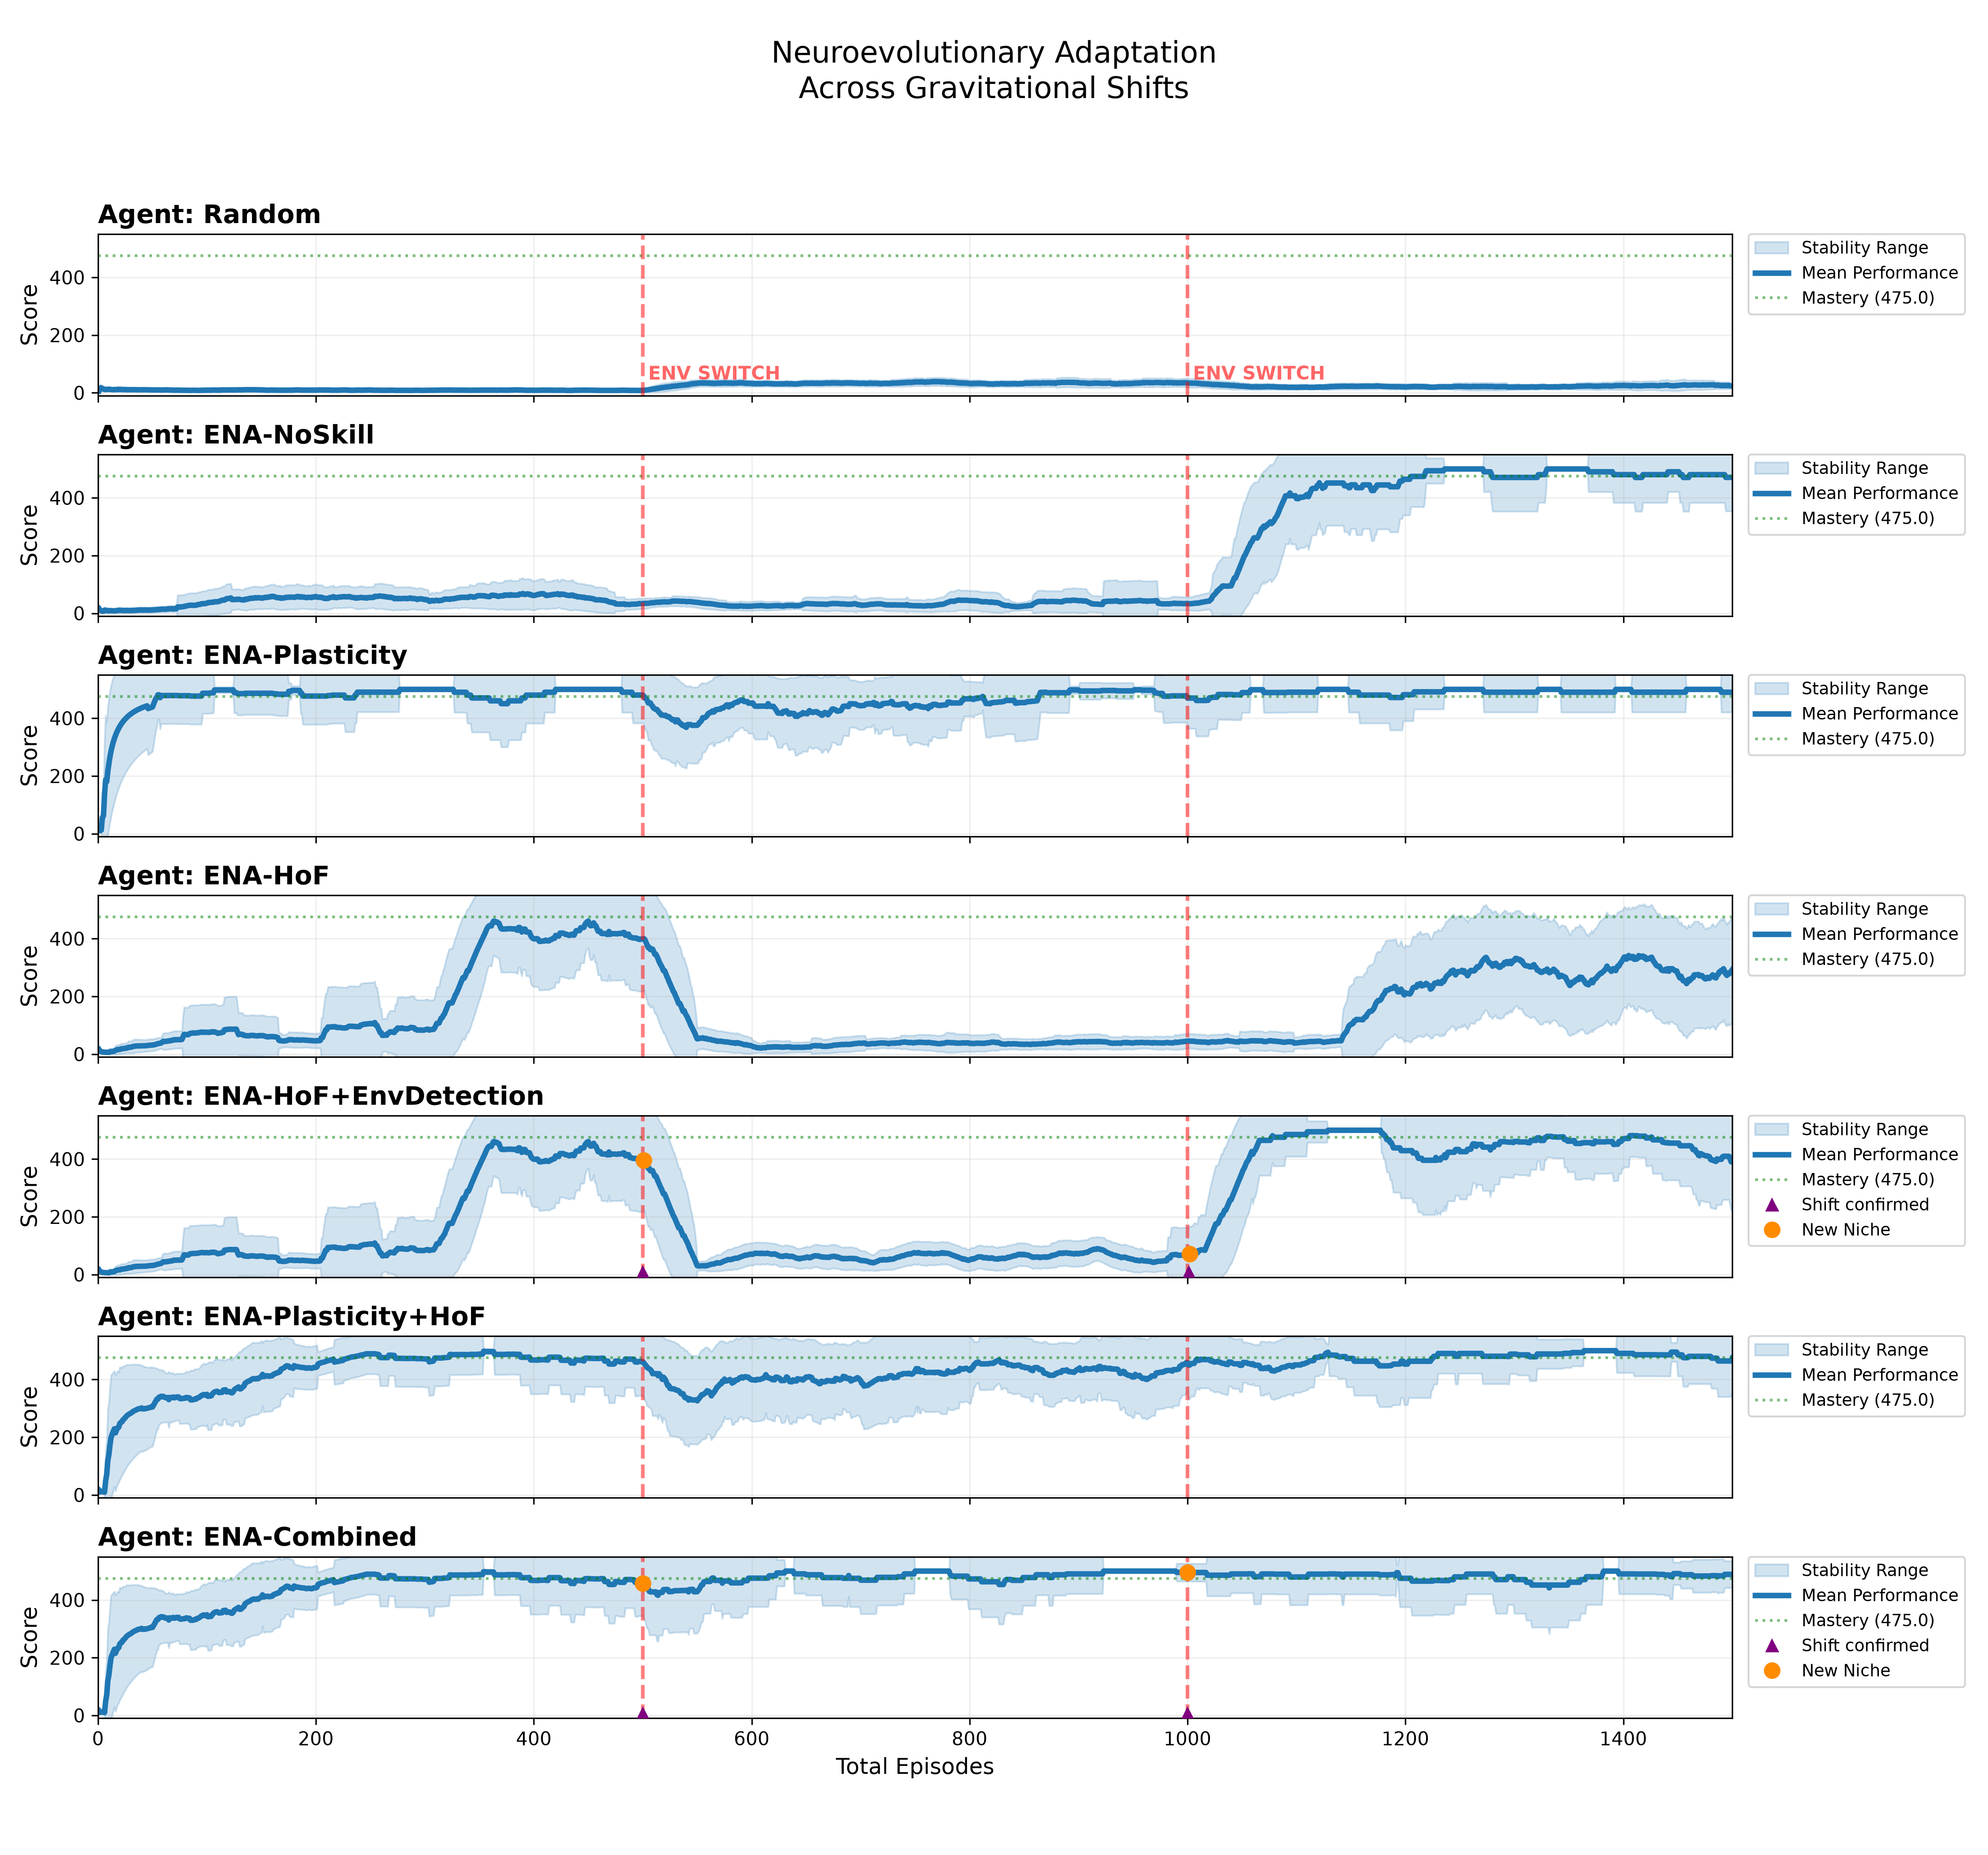 Neuroevolutionary Adaptation
Across Gravitational Shifts
Agent: Random
Score
400
200
0
ENV SWITCH
ENV SWITCH
Stability Range
Mean Performance
Mastery (475.0)
Agent: ENA-NoSkill
Score
400
200
0
Stability Range
Mean Performance
Mastery (475.0)
Agent: ENA-Plasticity
Score
400
200
0
Stability Range
Mean Performance
Mastery (475.0)
Agent: ENA-HoF
Score
400
200
0
Stability Range
Mean Performance
Mastery (475.0)
Agent: ENA-HoF+EnvDetection
Score
400
200
0
Stability Range
Mean Performance
Mastery (475.0)
Shift confirmed
New Niche
Agent: ENA-Plasticity+HoF
Score
400
200
0
Stability Range
Mean Performance
Mastery (475.0)
Agent: ENA-Combined
Score
400
200
0
Stability Range
Mean Performance
Mastery (475.0)
Shift confirmed
New Niche
0 200 400 600 800 1000 1200 1400
Total Episodes